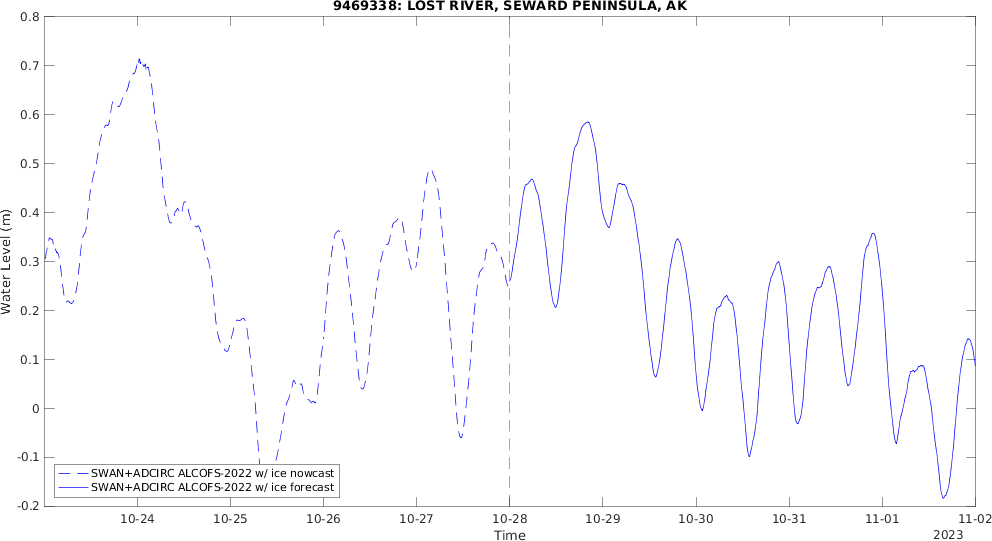 9469338: LOST RIVER, SEWARD PENINSULA, AK
0.8
0.7
0.6
0.5
0.4
0.3
0.2
0.1
0
-0.1
-0.2
Water Level (m)
SWAN+ADCIRC ALCOFS-2022 w/ ice nowcast
SWAN+ADCIRC ALCOFS-2022 w/ ice forecast
10-24 10-25 10-26 10-27 10-28 10-29 10-30 10-31 11-01 11-02
Time
2023